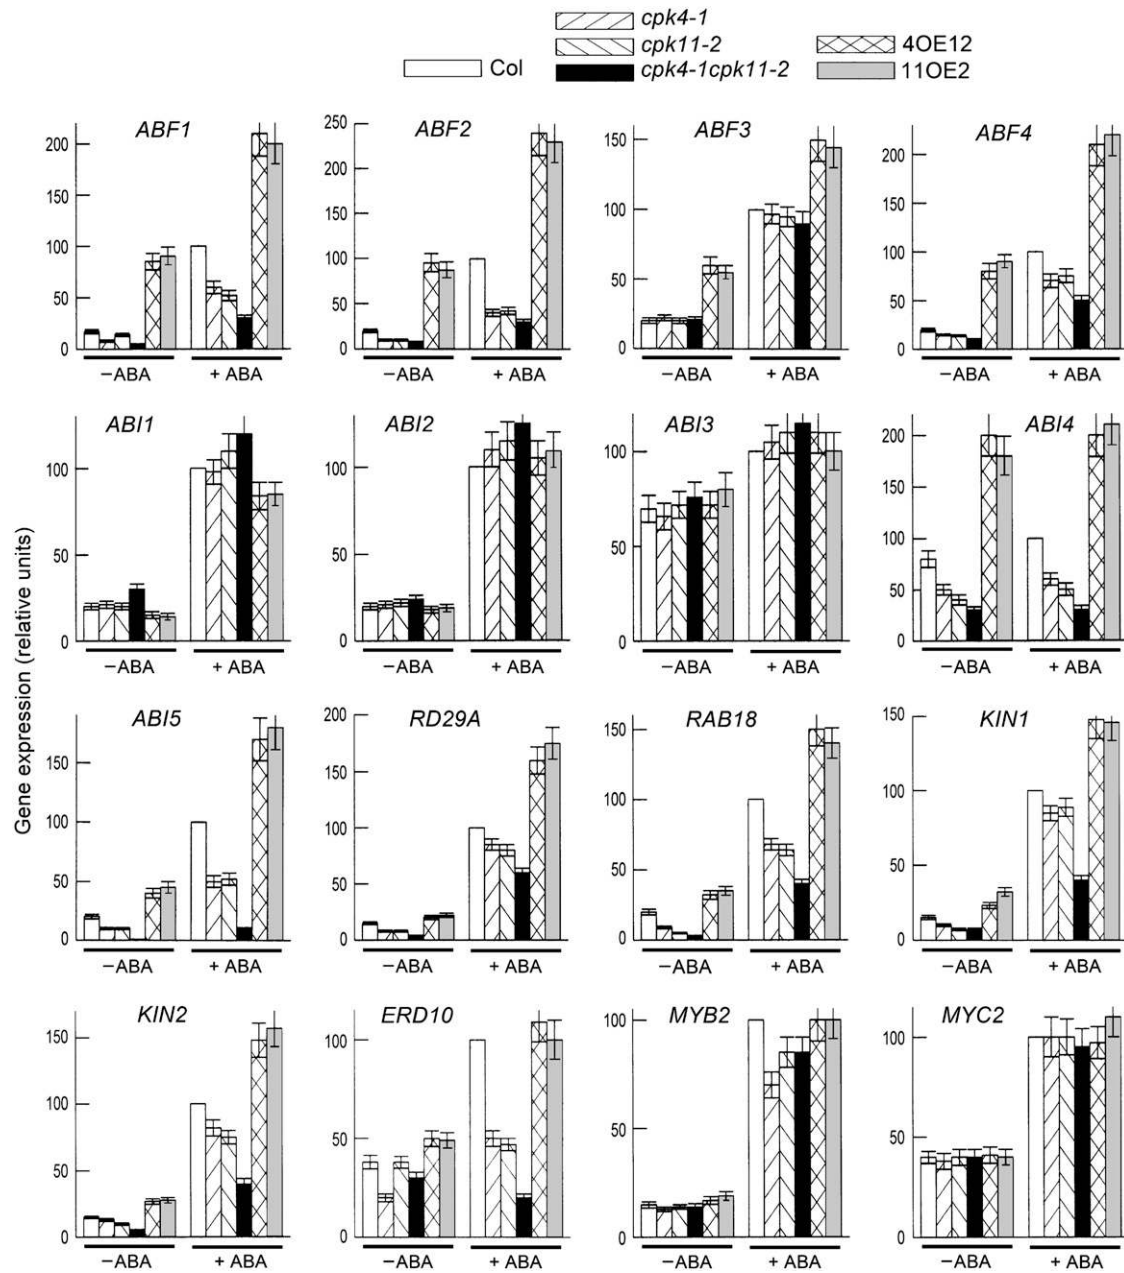 cpk4-1
cpk11-2 4OE12
Col cpk4-1cpk11-2 11OE2
ABF1 ABF2 ABF3 ABF4
200 250 150 200
150 200 100 150
100 150 50 100
50 100 0 50
0 50 0
0
−ABA + ABA −ABA + ABA −ABA + ABA −ABA + ABA
ABI1 ABI2 ABI3 ABI4
100 100 100 200
50 50 50 150
0 0 0 100
50
0
−ABA + ABA −ABA + ABA −ABA + ABA −ABA + ABA
Gene expression (relative units)
ABI5 RD29A RAB18 KIN1
150 200 150 150
100 150 100 100
50 100 50 50
0 50 0 0
0
−ABA + ABA −ABA + ABA −ABA + ABA −ABA + ABA
KIN2 ERD10 MYB2 MYC2
150 100 100 100
100 50 50 50
50 0 0 0
0
−ABA + ABA −ABA + ABA −ABA + ABA −ABA + ABA